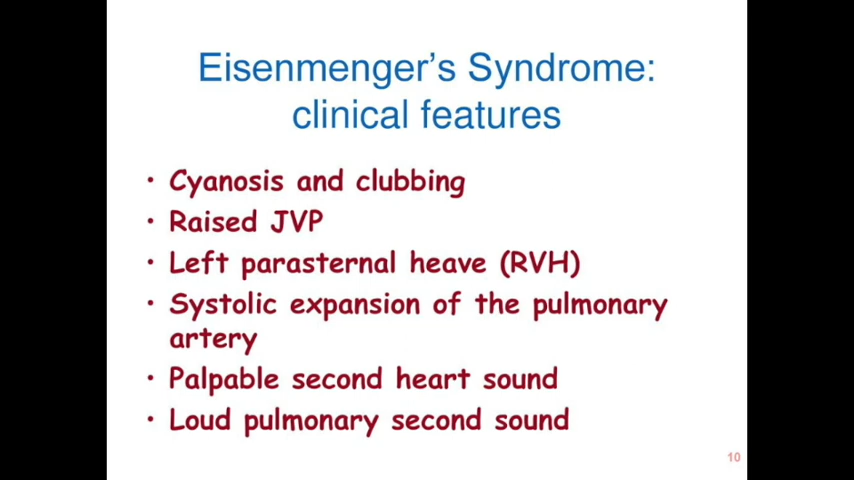 Eisenmenger's Syndrome:
clinical features
• Cyanosis and clubbing
• Raised JVP
• Left parasternal heave (RVH)
• Systolic expansion of the pulmonary
artery
• Palpable second heart sound
• Loud pulmonary second sound
10